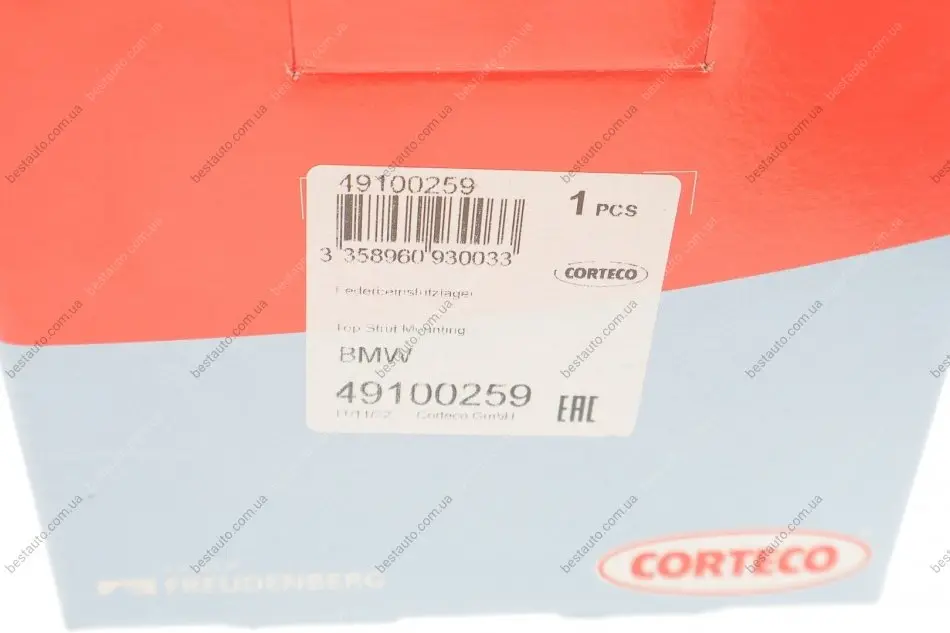 49100259
1 PCS
3 358960 930033
CORTECO
Federbeinstützlager
Top Strut Mounting
BMW
49100259
EAC
Corteco GmbH
CORTECO
FREUDENBERG
bestauto.com.ua